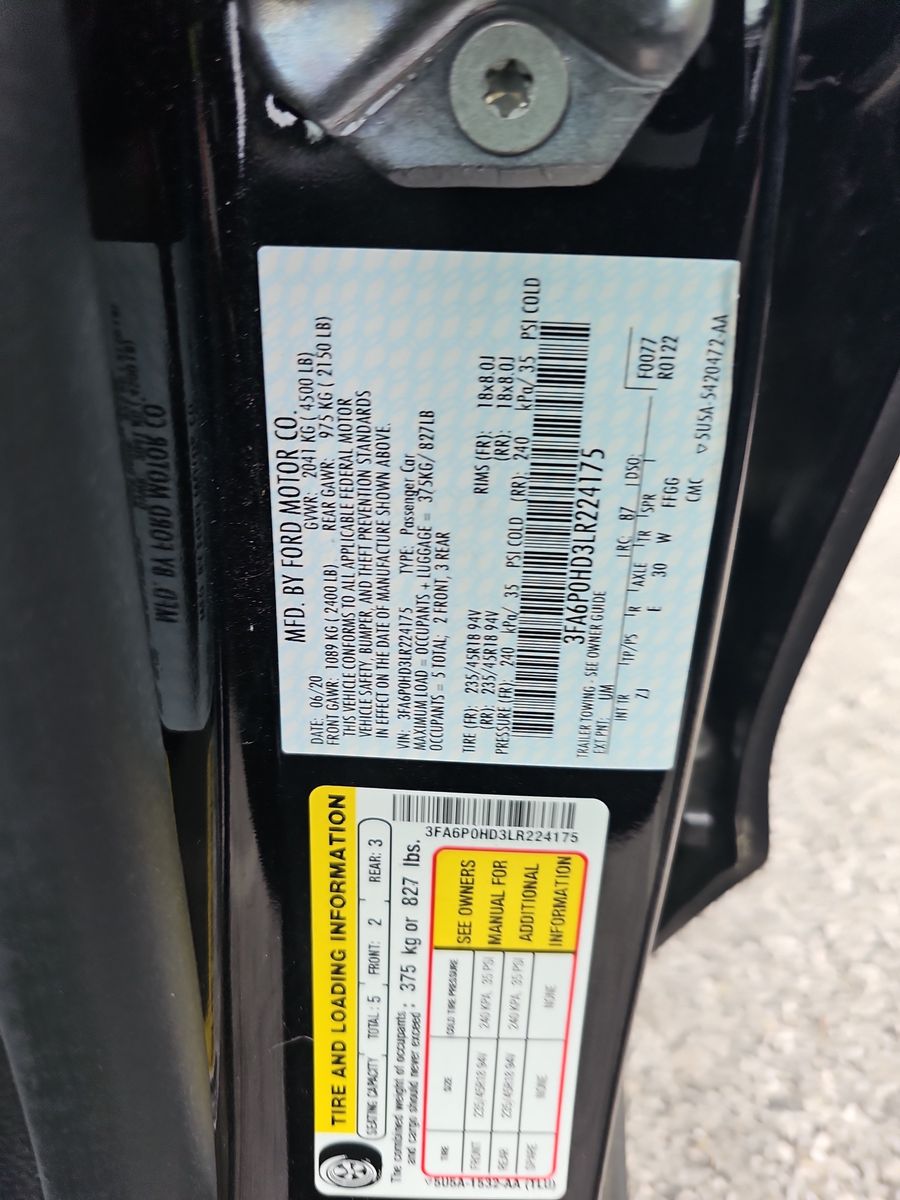 MFD. BY FORD MOTOR CO.
DATE: 06/20 GVWR: 2041 KG ( 4500 LB)
FRONT GAWR: 1089 KG ( 2400 LB) REAR GAWR: 975 KG ( 2150 LB)
THIS VEHICLE CONFORMS TO ALL APPLICABLE FEDERAL MOTOR
VEHICLE SAFETY, BUMPER, AND THEFT PREVENTION STANDARDS
IN EFFECT ON THE DATE OF MANUFACTURE SHOWN ABOVE.
VIN: 3FA6P0HD3LR224175 TYPE: Passenger Car
MAXIMUM LOAD = OCCUPANTS + LUGGAGE = 375KG/ 827LB
OCCUPANTS = 5 TOTAL; 2 FRONT, 3 REAR
TIRE (FR): 235/45R18 94V RIMS (FR): 18x8.0J
(RR): 235/45R18 94V (RR): 18x8.0J
PRESSURE (FR): 240 kPa/ 35 PSI COLD (RR): 240 kPa/ 35 PSI COLD
3FA6P0HD3LR224175
TRAILER TOWING - SEE OWNER GUIDE
EXT PNT: UM LRC: 87 LDSO: F0077
INT TR TP/PS R AXLE TR SPR R0122
ZJ E 30 W FFGG
CMC 5U5A-5420472-AA
TIRE AND LOADING INFORMATION
SEATING CAPACITY TOTAL: 5 FRONT: 2 REAR: 3
The combined weight of occupants
and cargo should never exceed: 375 kg or 827 lbs.
3FA6P0HD3LR224175
TIRE SIZE COLD TIRE PRESSURE SEE OWNERS
FRONT 235/45R18 94V 240 KPA, 35 PSI MANUAL FOR
REAR 235/45R18 94V 240 KPA, 35 PSI ADDITIONAL
SPARE NONE NONE INFORMATION
5U5A-1532-AA (TLU)